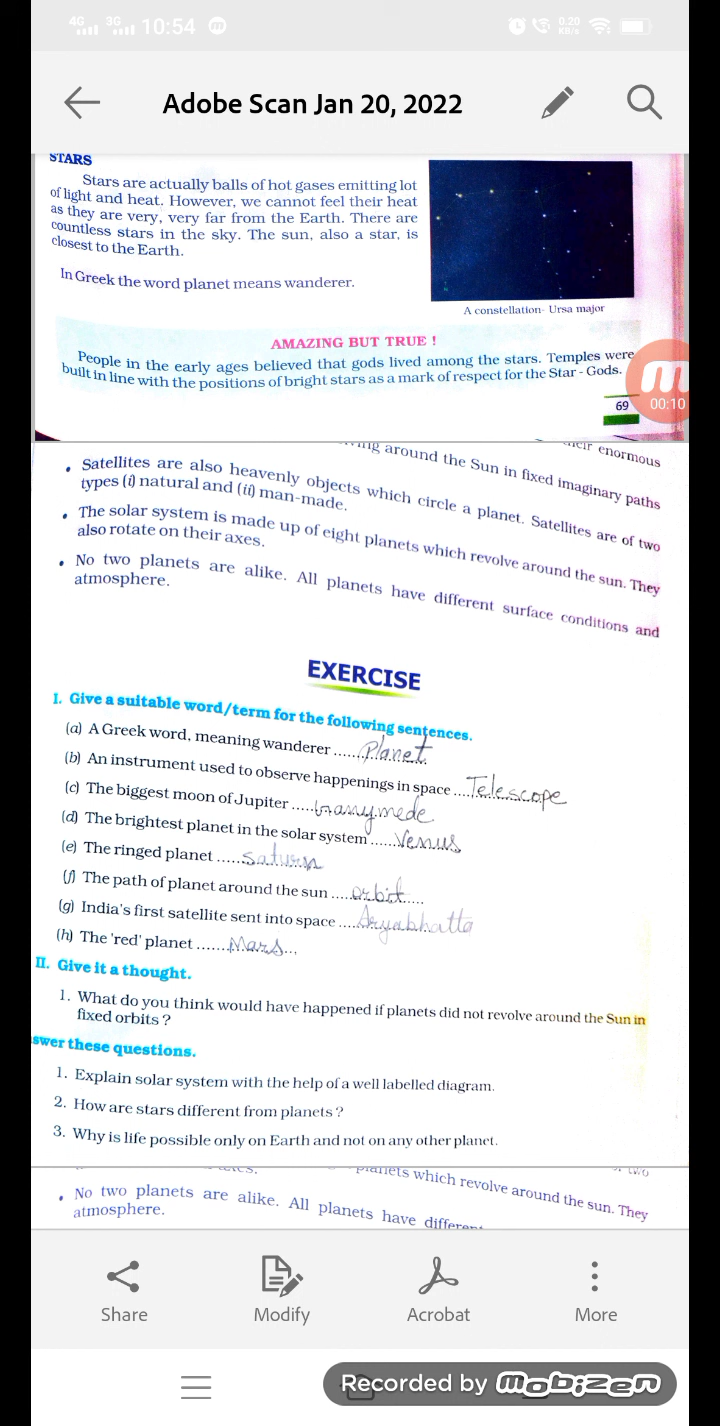 4G 3G 10:54 m 0.20 KB/s
Adobe Scan Jan 20, 2022
STARS
Stars are actually balls of hot gases emitting lot
of light and heat. However, we cannot feel their heat
as they are very, very far from the Earth. There are
countless stars in the sky. The sun, also a star, is
closest to the Earth.
In Greek the word planet means wanderer.
A constellation- Ursa major
AMAZING BUT TRUE !
People in the early ages believed that gods lived among the stars. Temples were
built in line with the positions of bright stars as a mark of respect for the Star - Gods.
m
00:10
69
around the Sun in fixed imaginary paths
their enormous
• Satellites are also heavenly objects which circle a planet. Satellites are of two
types (i) natural and (ii) man-made.
• The solar system is made up of eight planets which revolve around the sun. They
also rotate on their axes.
• No two planets are alike. All planets have different surface conditions and
atmosphere.
EXERCISE
I. Give a suitable word/term for the following sentences.
(a) A Greek word, meaning wanderer ...... Planet
(b) An instrument used to observe happenings in space .... Telescope
(c) The biggest moon of Jupiter ..... Ganymede
(d) The brightest planet in the solar system ...... Venus
(e) The ringed planet ...... Saturn
(f) The path of planet around the sun .... orbit
(g) India's first satellite sent into space .... Aryabhatta
(h) The 'red' planet ....... Mars
II. Give it a thought.
1. What do you think would have happened if planets did not revolve around the Sun in
fixed orbits ?
swer these questions.
1. Explain solar system with the help of a well labelled diagram.
2. How are stars different from planets ?
3. Why is life possible only on Earth and not on any other planet.
planets which revolve around the sun. They
• No two planets are alike. All planets have different
atmosphere.
Share Modify Acrobat More
Recorded by mobizen